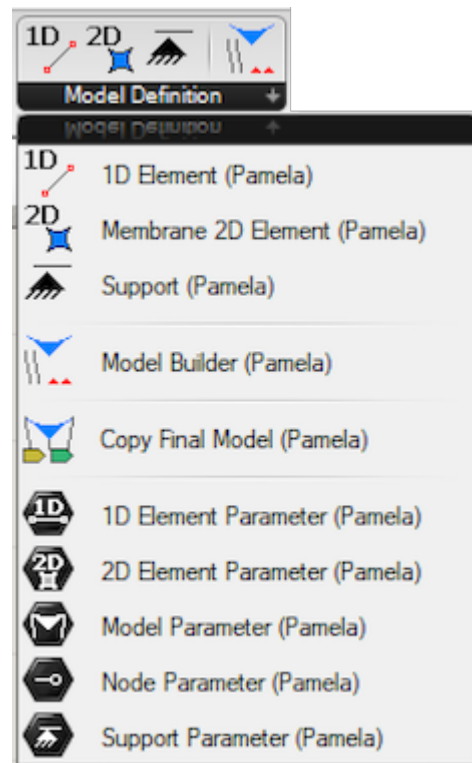 1D 2D
Model Definition
Model Definition
1D
1D Element (Pamela)
2D
Membrane 2D Element (Pamela)
Support (Pamela)
Model Builder (Pamela)
Copy Final Model (Pamela)
1D
1D Element Parameter (Pamela)
2D
2D Element Parameter (Pamela)
Model Parameter (Pamela)
Node Parameter (Pamela)
Support Parameter (Pamela)